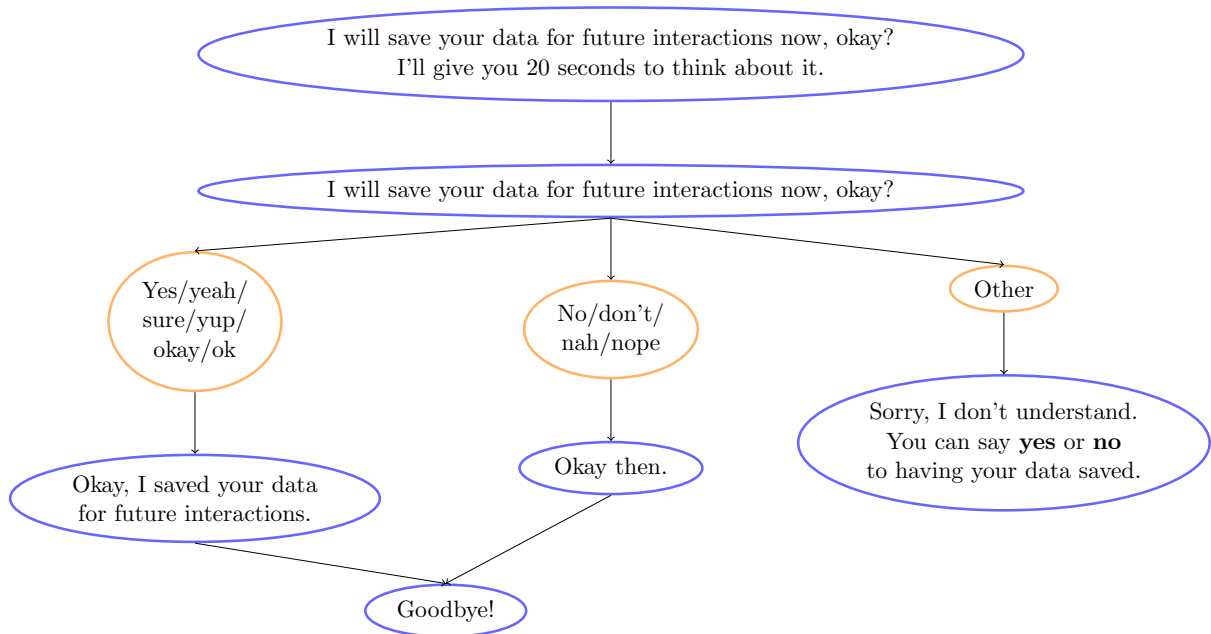 I will save your data for future interactions now, okay?
I'll give you 20 seconds to think about it.
I will save your data for future interactions now, okay?
Yes/yeah/
sure/yup/
okay/ok
No/don't/
nah/nope
Other
Sorry, I don't understand.
You can say yes or no
to having your data saved.
Okay, I saved your data
for future interactions.
Okay then.
Goodbye!